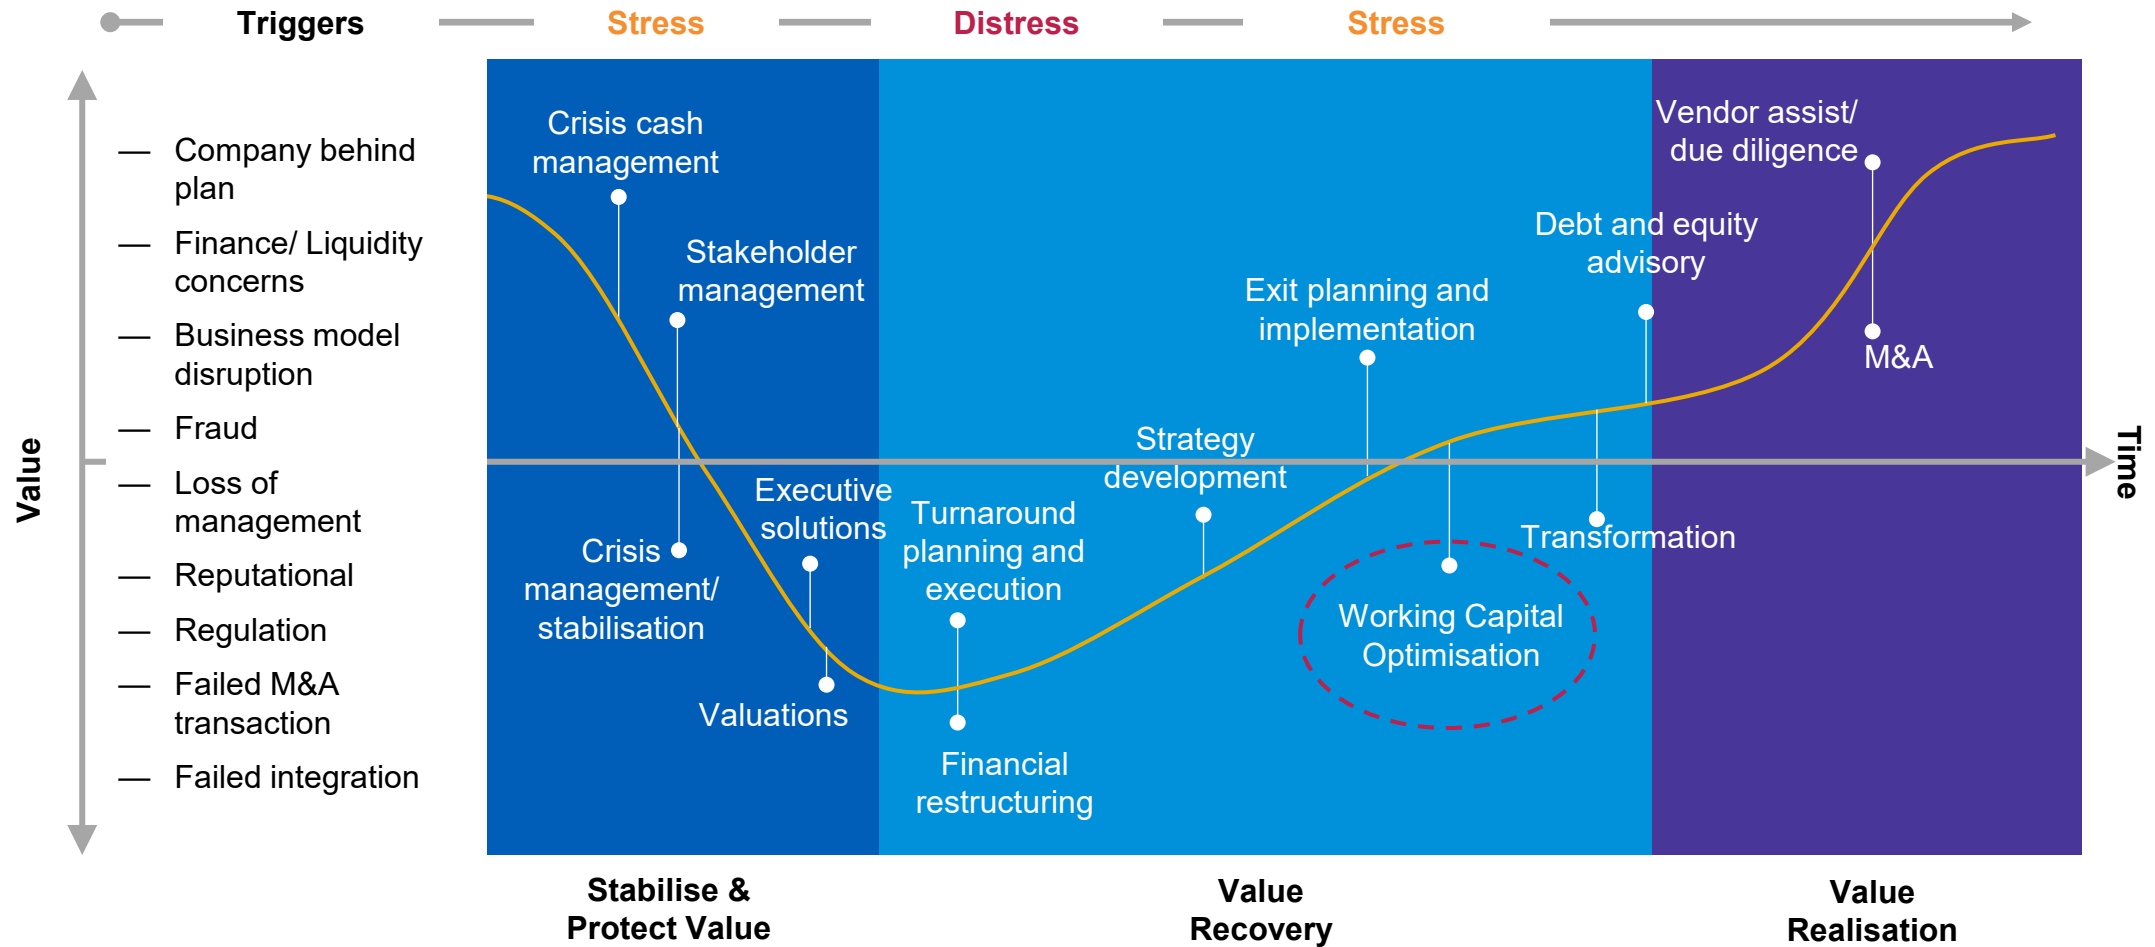 Triggers
Stress
Distress
Stress
Value
— Company behind
plan
— Finance/ Liquidity
concerns
— Business model
disruption
— Fraud
— Loss of
management
— Reputational
— Regulation
— Failed M&A
transaction
— Failed integration
Crisis cash
management
Stakeholder
management
Crisis
management/
stabilisation
Executive
solutions
Valuations
Turnaround
planning and
execution
Financial
restructuring
Strategy
development
Exit planning and
implementation
Working Capital
Optimisation
Debt and equity
advisory
Transformation
Vendor assist/
due diligence
M&A
Time
Stabilise &
Protect Value
Value
Recovery
Value
Realisation